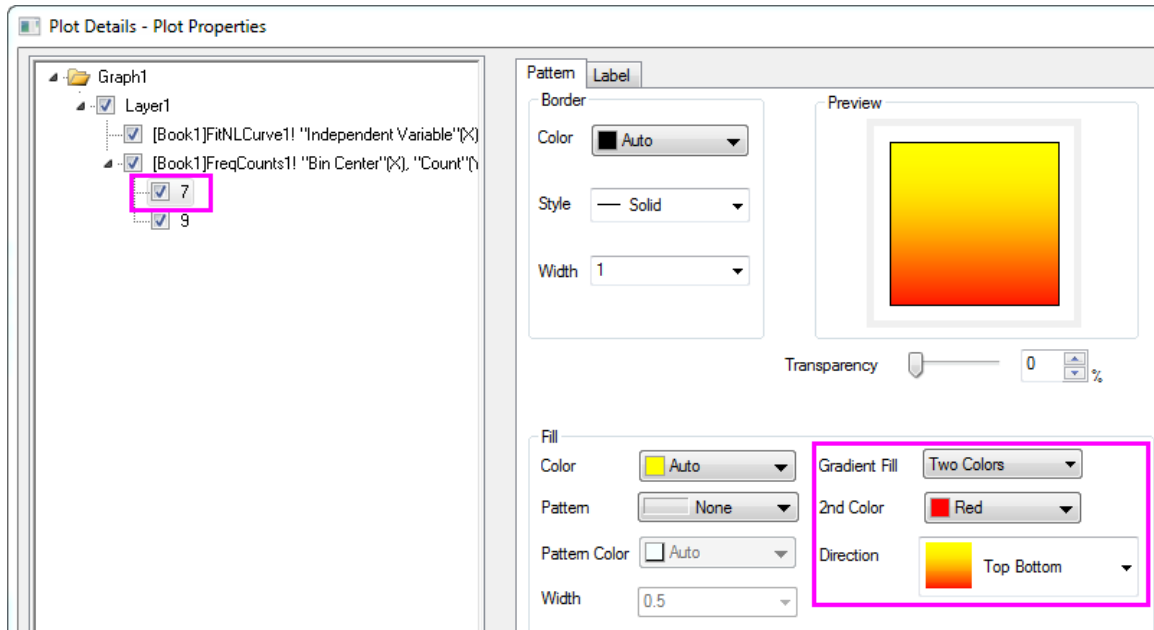 Plot Details - Plot Properties
Graph1
Layer1
[Book1]FitNLCurve1! "Independent Variable"(X)
[Book1]FreqCounts1! "Bin Center"(X), "Count"(Y
7
9
Pattern Label
Border
Color Auto
Style Solid
Width 1
Preview
Transparency 0 %
Fill
Color Auto
Pattern None
Pattern Color Auto
Width 0.5
Gradient Fill Two Colors
2nd Color Red
Direction Top Bottom